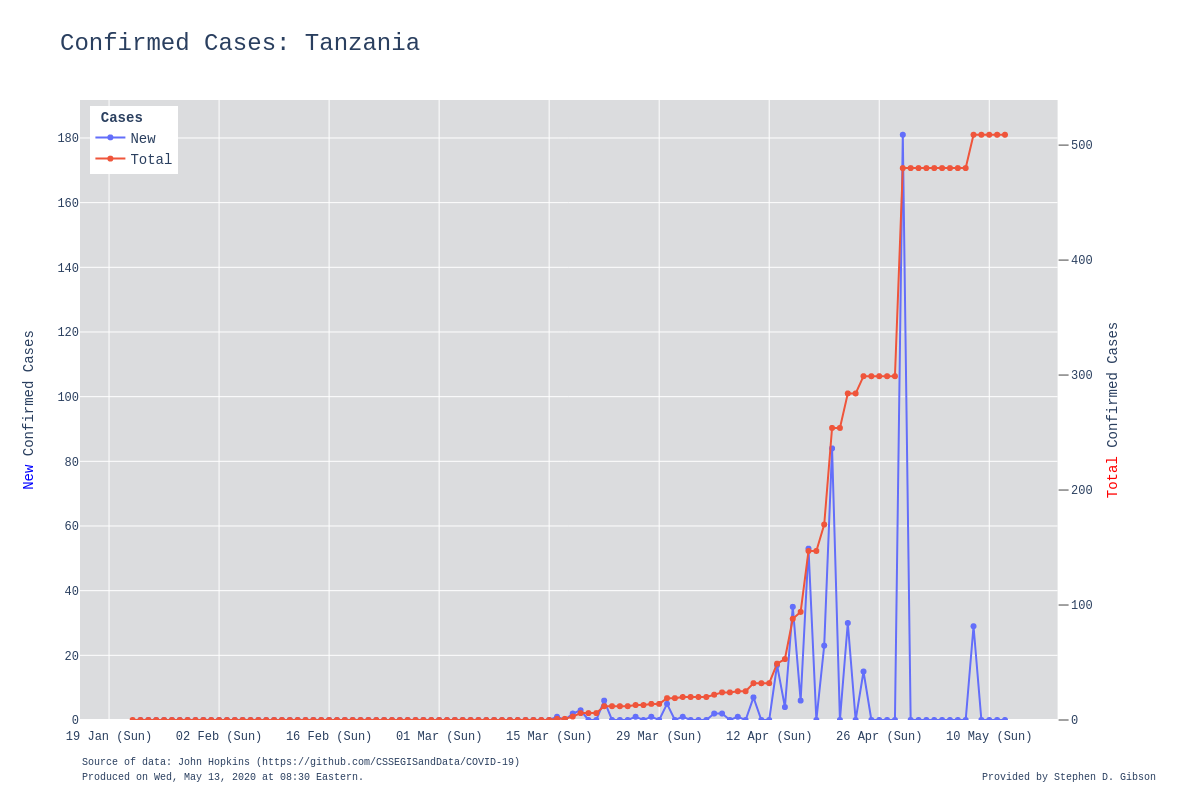 Confirmed Cases: Tanzania
Cases
New
Total
180
160
140
120
100
80
60
40
20
0
500
400
300
200
100
0
New Confirmed Cases
Total Confirmed Cases
19 Jan (Sun)
02 Feb (Sun)
16 Feb (Sun)
01 Mar (Sun)
15 Mar (Sun)
29 Mar (Sun)
12 Apr (Sun)
26 Apr (Sun)
10 May (Sun)
Source of data: John Hopkins (https://github.com/CSSEGISandData/COVID-19)
Produced on Wed, May 13, 2020 at 08:30 Eastern.
Provided by Stephen D. Gibson